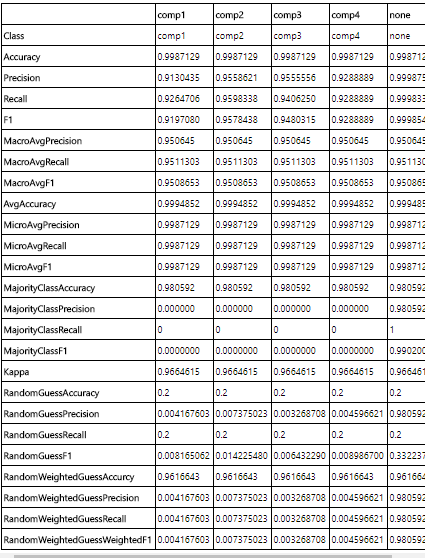 comp1 comp2 comp3 comp4 none
Class comp1 comp2 comp3 comp4 none
Accuracy 0.9987129 0.9987129 0.9987129 0.9987129 0.998712
Precision 0.9130435 0.9558621 0.9555556 0.9288889 0.999875
Recall 0.9264706 0.9598338 0.9406250 0.9288889 0.999833
F1 0.9197080 0.9578438 0.9480315 0.9288889 0.999854
MacroAvgPrecision 0.950645 0.950645 0.950645 0.950645 0.950645
MacroAvgRecall 0.9511303 0.9511303 0.9511303 0.9511303 0.951130
MacroAvgF1 0.9508653 0.9508653 0.9508653 0.9508653 0.950865
AvgAccuracy 0.9994852 0.9994852 0.9994852 0.9994852 0.999485
MicroAvgPrecision 0.9987129 0.9987129 0.9987129 0.9987129 0.998712
MicroAvgRecall 0.9987129 0.9987129 0.9987129 0.9987129 0.998712
MicroAvgF1 0.9987129 0.9987129 0.9987129 0.9987129 0.998712
MajorityClassAccuracy 0.980592 0.980592 0.980592 0.980592 0.980592
MajorityClassPrecision 0.000000 0.000000 0.000000 0.000000 0.980592
MajorityClassRecall 0 0 0 0 1
MajorityClassF1 0.0000000 0.0000000 0.0000000 0.0000000 0.990200
Kappa 0.9664615 0.9664615 0.9664615 0.9664615 0.966461
RandomGuessAccuracy 0.2 0.2 0.2 0.2 0.2
RandomGuessPrecision 0.004167603 0.007375023 0.003268708 0.004596621 0.980592
RandomGuessRecall 0.2 0.2 0.2 0.2 0.2
RandomGuessF1 0.008165062 0.014225480 0.006432290 0.008986700 0.332237
RandomWeightedGuessAccurcy 0.9616643 0.9616643 0.9616643 0.9616643 0.961664
RandomWeightedGuessPrecision 0.004167603 0.007375023 0.003268708 0.004596621 0.980592
RandomWeightedGuessRecall 0.004167603 0.007375023 0.003268708 0.004596621 0.980592
RandomWeightedGuessWeightedF1 0.004167603 0.007375023 0.003268708 0.004596621 0.980592